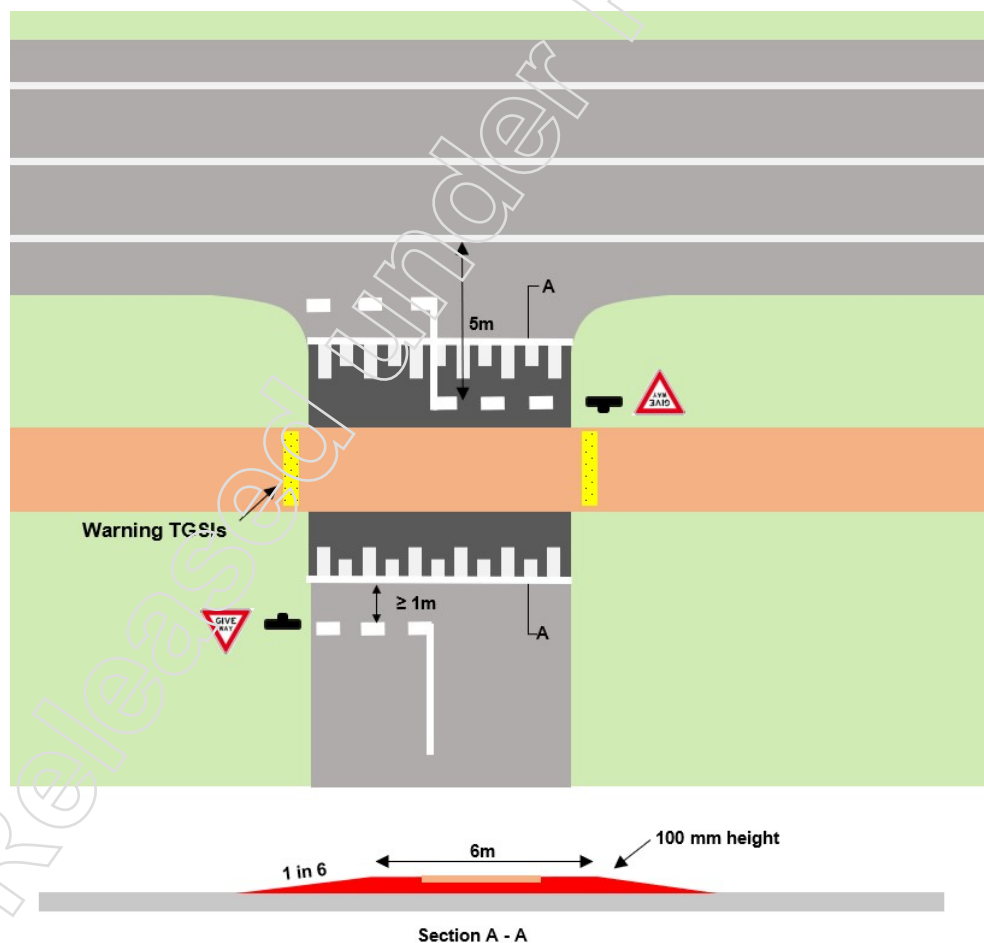 A
5m
GIVE
WAY
Warning TGSIs
≥ 1m
GIVE
WAY
A
100 mm height
6m
1 in 6
Section A - A
Released under